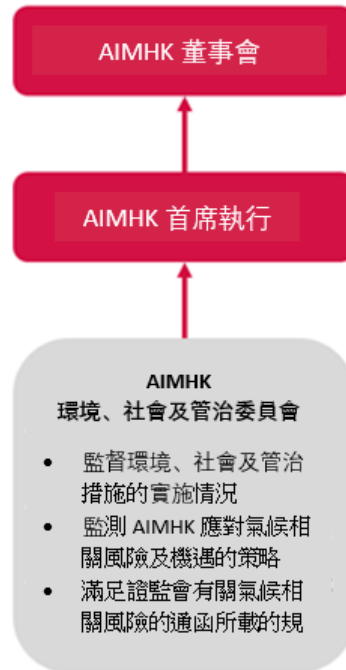 AIMHK 董事會
AIMHK 首席執行
AIMHK
環境、社會及管治委員會
• 監督環境、社會及管治
措施的實施情況
• 監測 AIMHK 應對氣候相
關風險及機遇的策略
• 滿足證監會有關氣候相
關風險的通函所載的規